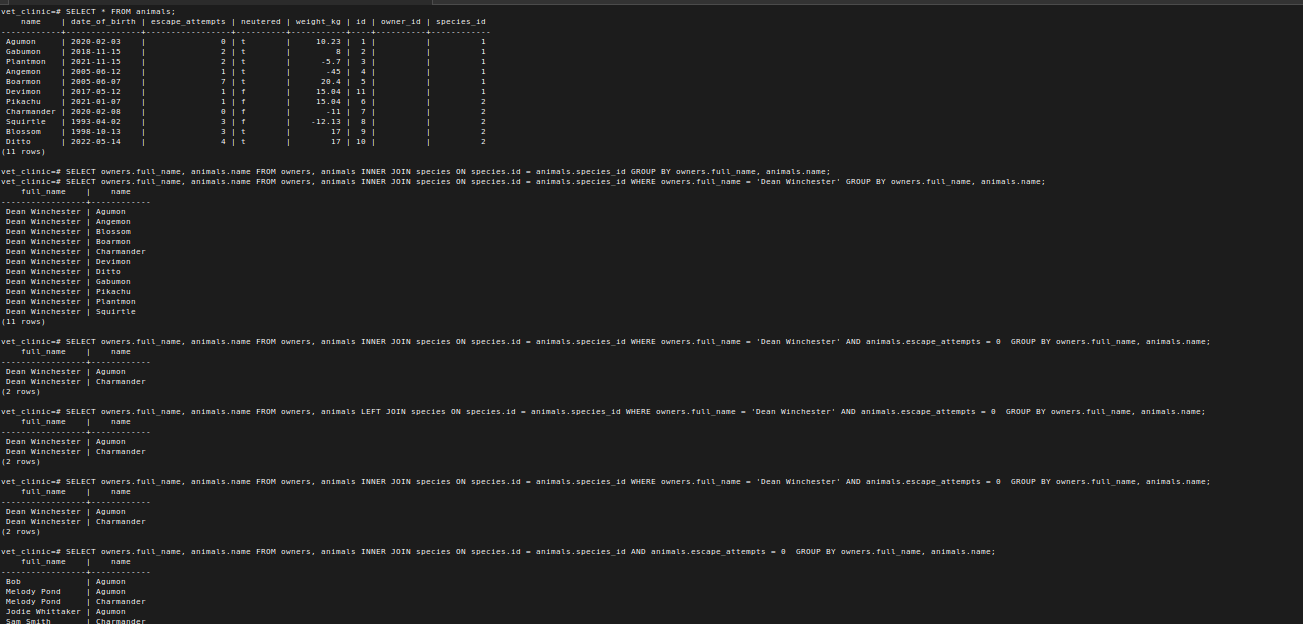 vet_clinic=# SELECT * FROM animals;
    name    | date_of_birth | escape_attempts | neutered | weight_kg | id | owner_id | species_id
------------+---------------+-----------------+----------+-----------+----+----------+------------
 Agumon     | 2020-02-03    |               0 | t        |     10.23 |  1 |          |          1
 Gabumon    | 2018-11-15    |               2 | t        |         8 |  2 |          |          1
 Plantmon   | 2021-11-15    |               2 | t        |      -5.7 |  3 |          |          1
 Angemon    | 2005-06-12    |               1 | t        |       -45 |  4 |          |          1
 Boarmon    | 2005-06-07    |               7 | t        |      20.4 |  5 |          |          1
 Devimon    | 2017-05-12    |               1 | f        |     15.04 | 11 |          |          1
 Pikachu    | 2021-01-07    |               1 | f        |     15.04 |  6 |          |          2
 Charmander | 2020-02-08    |               0 | f        |       -11 |  7 |          |          2
 Squirtle   | 1993-04-02    |               3 | f        |    -12.13 |  8 |          |          2
 Blossom    | 1998-10-13    |               3 | t        |        17 |  9 |          |          2
 Ditto      | 2022-05-14    |               4 | t        |        17 | 10 |          |          2
(11 rows)
vet_clinic=# SELECT owners.full_name, animals.name FROM owners, animals INNER JOIN species ON species.id = animals.species_id GROUP BY owners.full_name, animals.name;
vet_clinic=# SELECT owners.full_name, animals.name FROM owners, animals INNER JOIN species ON species.id = animals.species_id WHERE owners.full_name = 'Dean Winchester' GROUP BY owners.full_name, animals.name;
    full_name    |    name
-----------------+------------
 Dean Winchester | Agumon
 Dean Winchester | Angemon
 Dean Winchester | Blossom
 Dean Winchester | Boarmon
 Dean Winchester | Charmander
 Dean Winchester | Devimon
 Dean Winchester | Ditto
 Dean Winchester | Gabumon
 Dean Winchester | Pikachu
 Dean Winchester | Plantmon
 Dean Winchester | Squirtle
(11 rows)
vet_clinic=# SELECT owners.full_name, animals.name FROM owners, animals INNER JOIN species ON species.id = animals.species_id WHERE owners.full_name = 'Dean Winchester' AND animals.escape_attempts = 0  GROUP BY owners.full_name, animals.name;
    full_name    |    name
-----------------+------------
 Dean Winchester | Agumon
 Dean Winchester | Charmander
(2 rows)
vet_clinic=# SELECT owners.full_name, animals.name FROM owners, animals LEFT JOIN species ON species.id = animals.species_id WHERE owners.full_name = 'Dean Winchester' AND animals.escape_attempts = 0  GROUP BY owners.full_name, animals.name;
    full_name    |    name
-----------------+------------
 Dean Winchester | Agumon
 Dean Winchester | Charmander
(2 rows)
vet_clinic=# SELECT owners.full_name, animals.name FROM owners, animals INNER JOIN species ON species.id = animals.species_id WHERE owners.full_name = 'Dean Winchester' AND animals.escape_attempts = 0  GROUP BY owners.full_name, animals.name;
    full_name    |    name
-----------------+------------
 Dean Winchester | Agumon
 Dean Winchester | Charmander
(2 rows)
vet_clinic=# SELECT owners.full_name, animals.name FROM owners, animals INNER JOIN species ON species.id = animals.species_id AND animals.escape_attempts = 0  GROUP BY owners.full_name, animals.name;
    full_name    |    name
-----------------+------------
 Bob             | Agumon
 Melody Pond     | Agumon
 Melody Pond     | Charmander
 Jodie Whittaker | Agumon
 Sam Smith       | Charmander